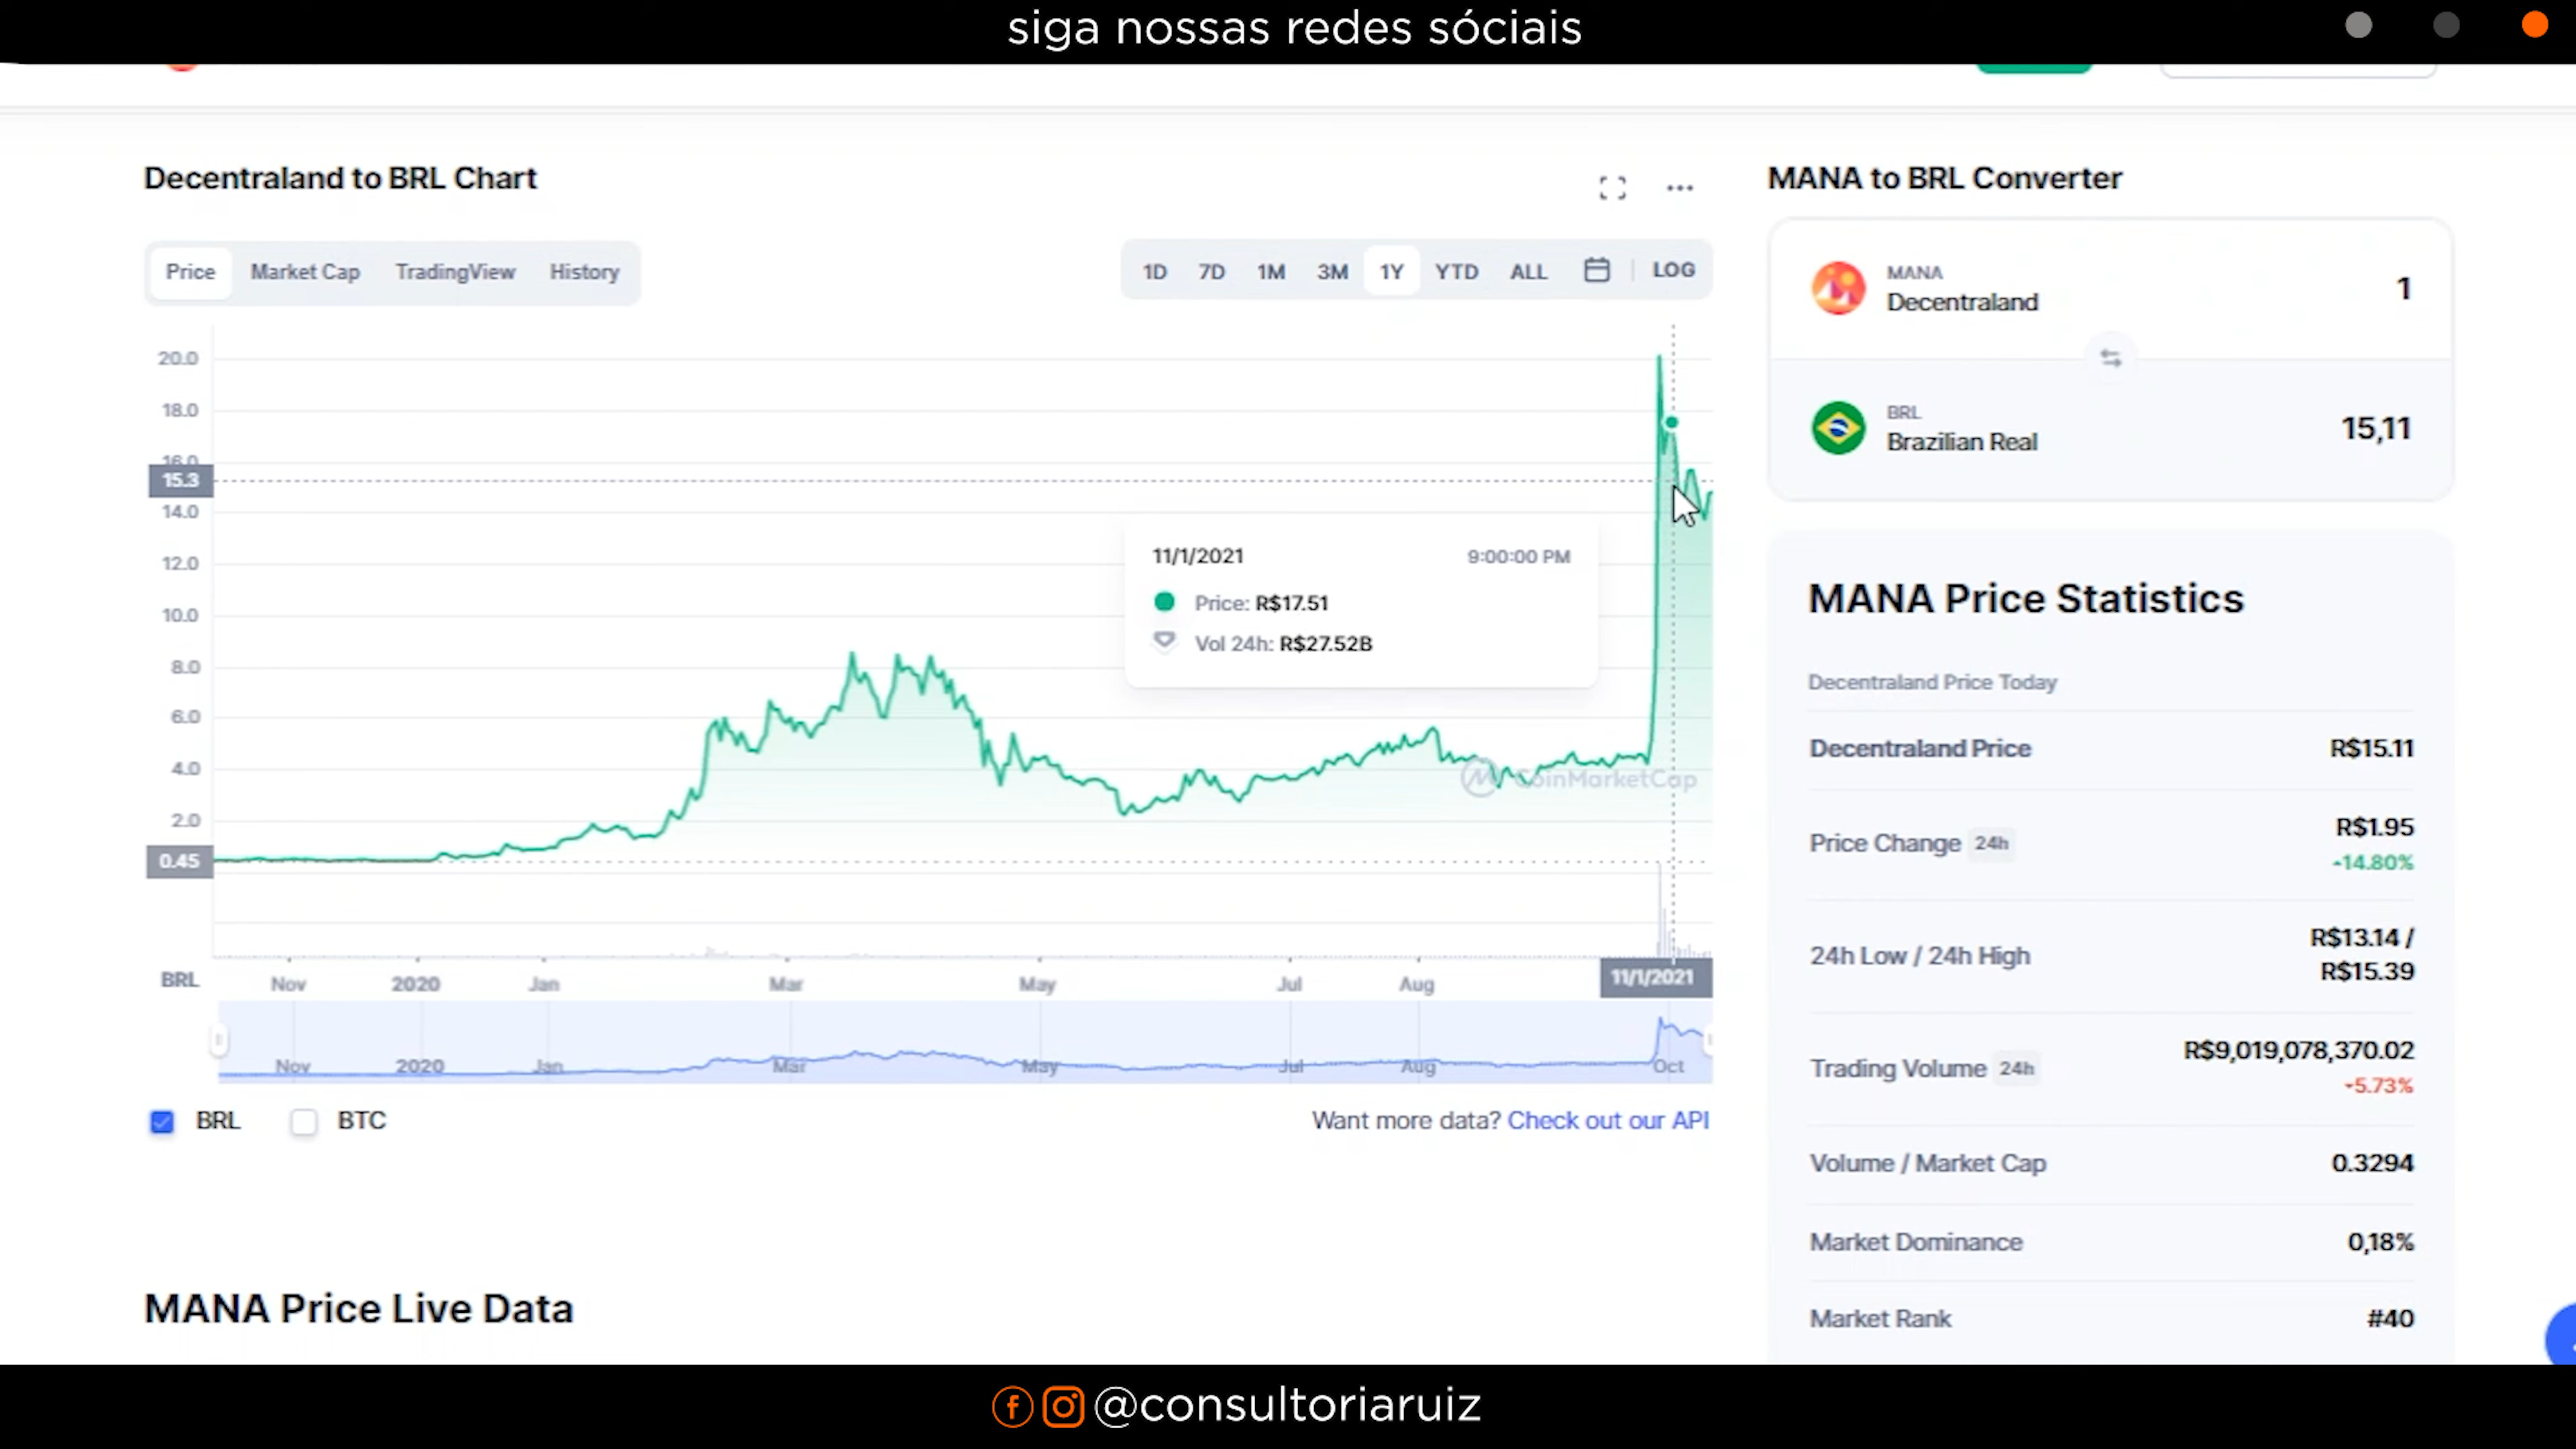 siga nossas redes sóciais
Decentraland to BRL Chart
Price Market Cap TradingView History
1D 7D 1M 3M 1Y YTD ALL LOG
20.0
18.0
16.0
15.3
14.0
12.0
10.0
8.0
6.0
4.0
2.0
0.45
11/1/2021 9:00:00 PM
Price: R$17.51
Vol 24h: R$27.52B
CoinMarketCap
BRL Nov 2020 Jan Mar May Jul Aug 11/1/2021
Nov 2020 Jan Mar May Jul Aug Oct
BRL BTC
Want more data? Check out our API
MANA Price Live Data
MANA to BRL Converter
MANA
Decentraland 1
BRL
Brazilian Real 15,11
MANA Price Statistics
Decentraland Price Today
Decentraland Price R$15.11
Price Change 24h R$1.95
-14.80%
24h Low / 24h High R$13.14 /
R$15.39
Trading Volume 24h R$9,019,078,370.02
-5.73%
Volume / Market Cap 0.3294
Market Dominance 0,18%
Market Rank #40
@consultoriaruiz